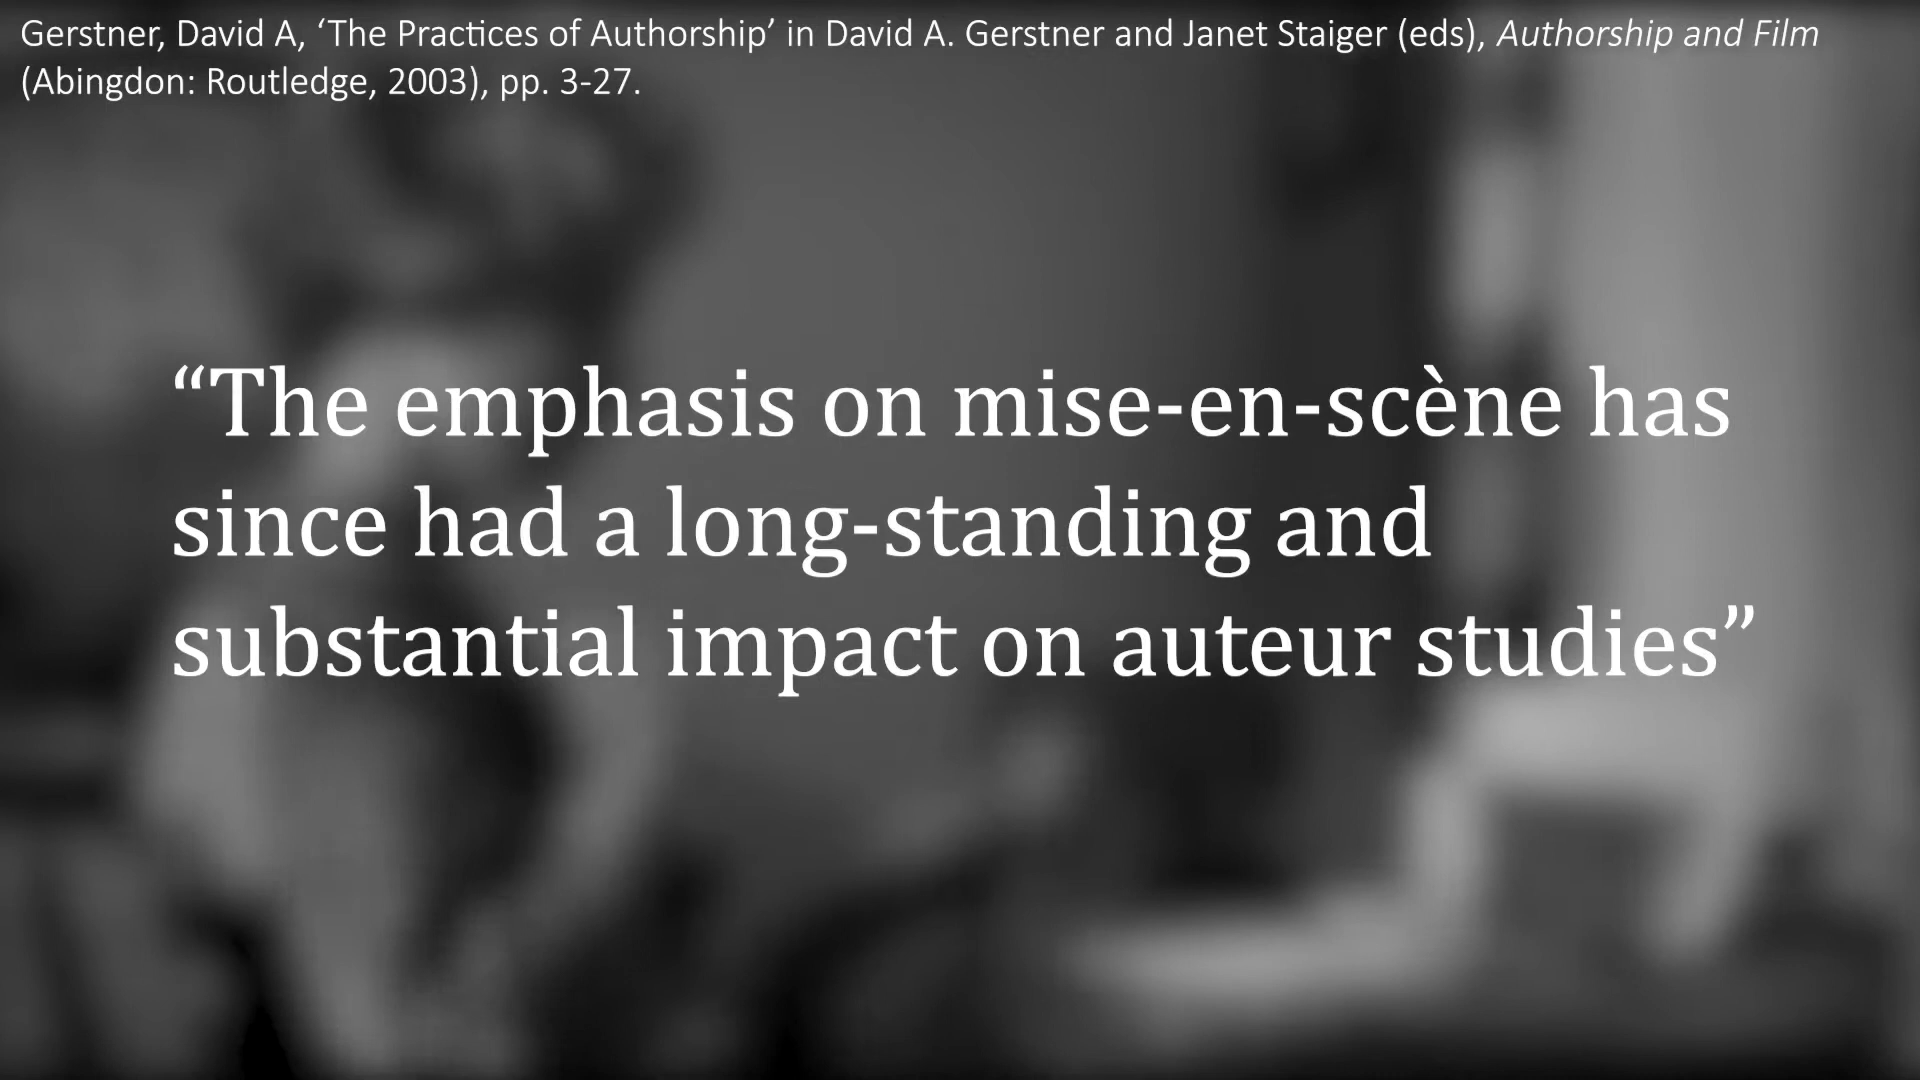 Gerstner, David A, ‘The Practices of Authorship’ in David A. Gerstner and Janet Staiger (eds), Authorship and Film
(Abingdon: Routledge, 2003), pp. 3-27.
“The emphasis on mise-en-scène has
since had a long-standing and
substantial impact on auteur studies”